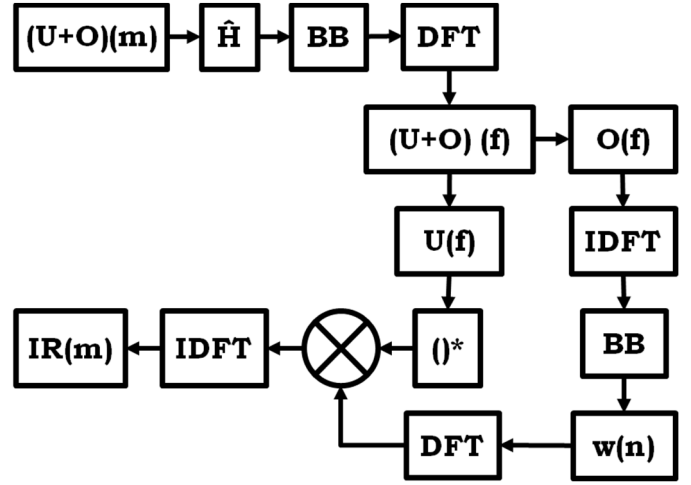 (U+O)(m)
Ĥ
BB
DFT
(U+O) (f)
O(f)
U(f)
IDFT
IR(m)
IDFT
()*
BB
DFT
w(n)